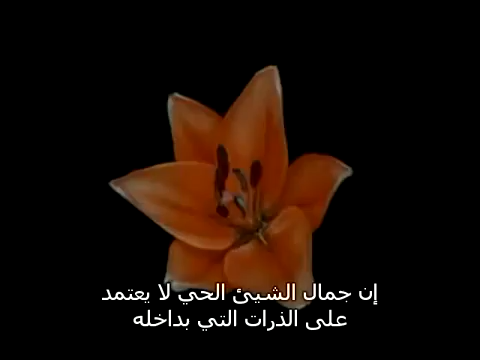 إن جمال الشيئ الحي لا يعتمد
على الذرات التي بداخله